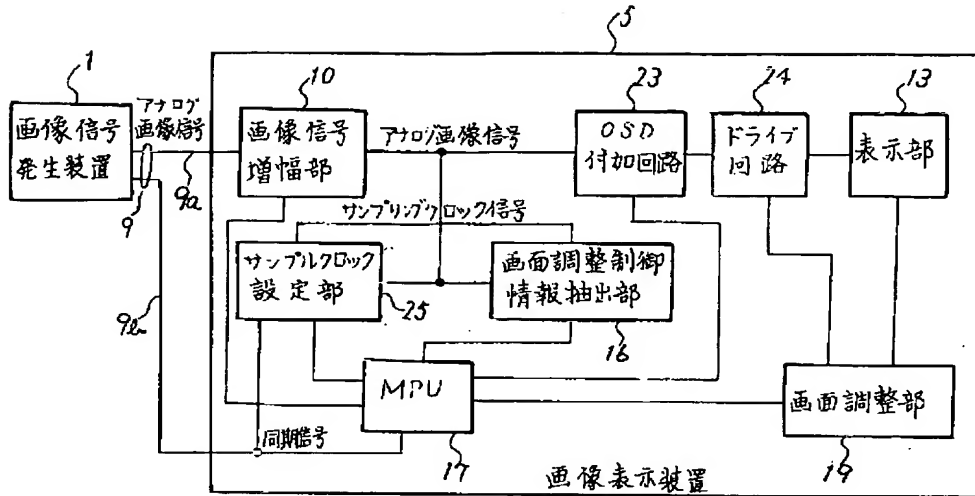 5
1
画像信号
発生装置
アナログ
画像信号
9
9a
9b
10
画像信号
増幅部
アナログ画像信号
23
OSD
付加回路
24
ドライブ
回路
13
表示部
サンプリングクロック信号
サンプルクロック
設定部
25
画面調整制御
情報抽出部
16
MPU
17
同期信号
画面調整部
19
画像表示装置